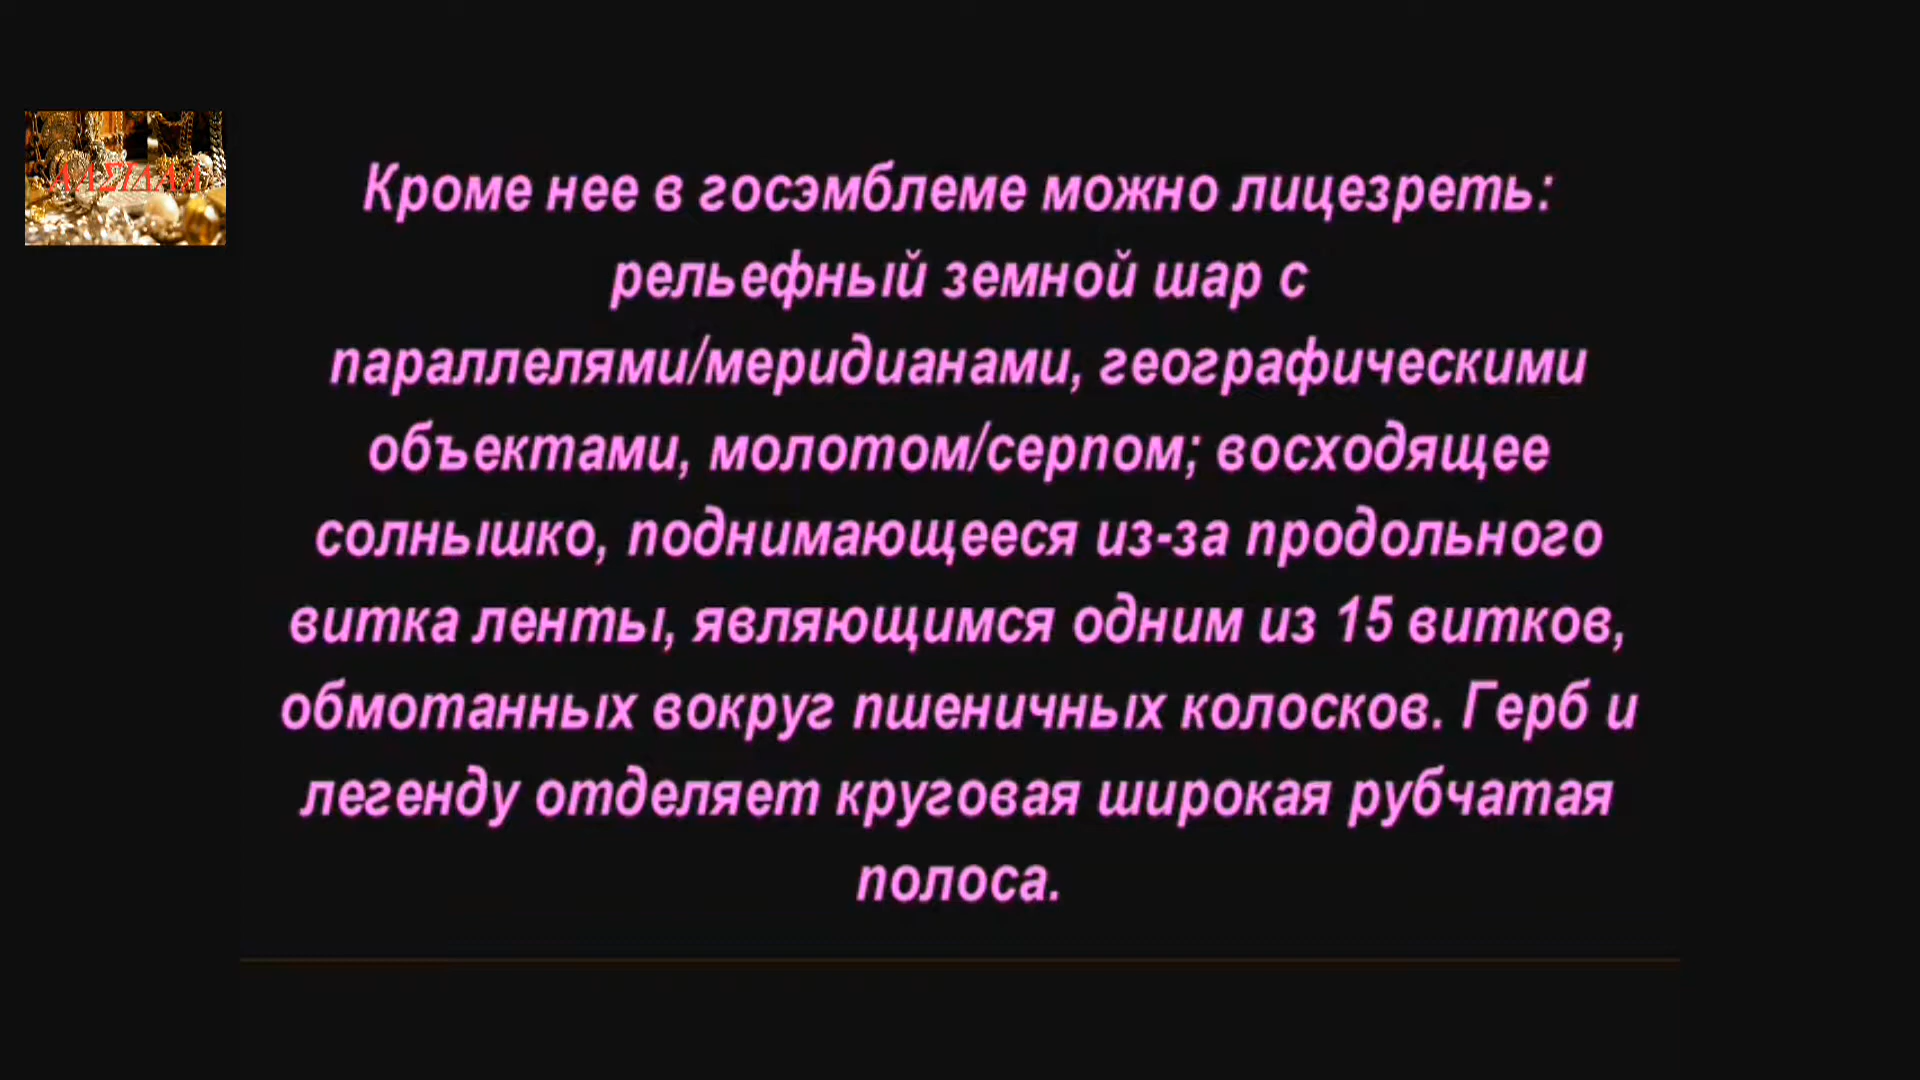 Кроме нее в госэмблеме можно лицезреть:
рельефный земной шар с
параллелями/меридианами, географическими
объектами, молотом/серпом; восходящее
солнышко, поднимающееся из-за продольного
витка ленты, являющимся одним из 15 витков,
обмотанных вокруг пшеничных колосков. Герб и
легенду отделяет круговая широкая рубчатая
полоса.